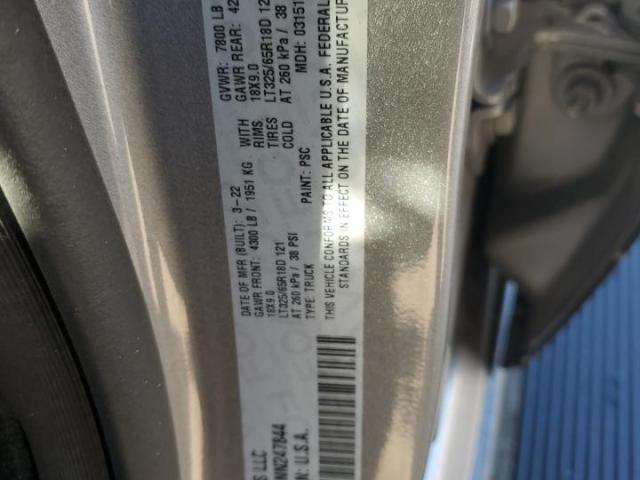 S LLC
DATE OF MFR (BUILT): 3-22 GVWR: 7800 LB
GAWR FRONT: 4300 LB / 1951 KG WITH GAWR REAR: 42
18X9.0 RIMS 18X9.0
LT325/65R18D 121 TIRES LT325/65R18D 12
AT 260 kPa / 38 PSI COLD AT 260 kPa / 38
TYPE: TRUCK PAINT: PSC MDH: 03151
THIS VEHICLE CONFORMS TO ALL APPLICABLE U.S.A. FEDERAL
STANDARDS IN EFFECT ON THE DATE OF MANUFACTUR
NN247844
N: U.S.A.